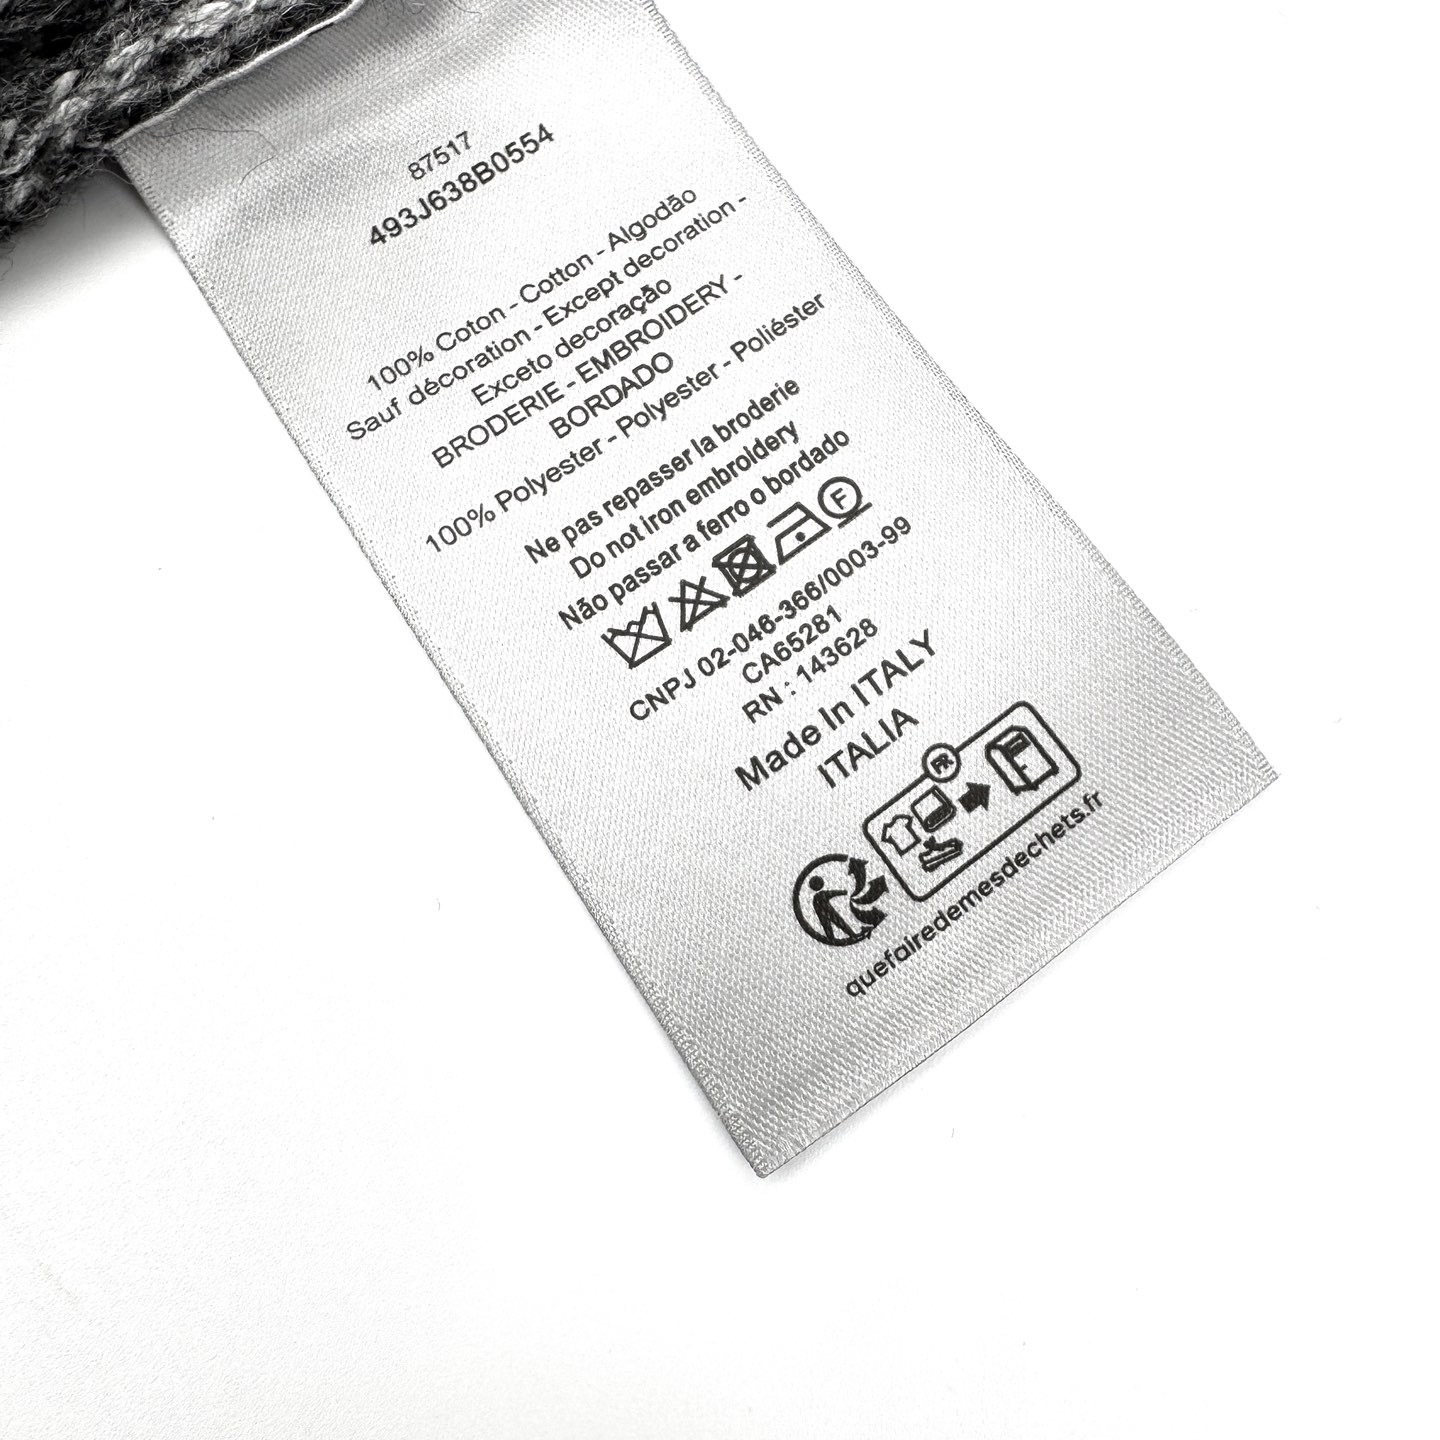 87517
493J638B0554
100% Coton - Cotton - Algodão
Sauf décoration - Except decoration -
Exceto decoração
BRODERIE - EMBROIDERY -
BORDADO
100% Polyester - Polyester - Poliéster
Ne pas repasser la broderie
Do not Iron embroidery
Não passar a ferro o bordado
F
CNPJ 02-046-366/0003-99
CA65281
RN : 143628
Made In ITALY
ITALIA
FR
quefairedemesdechets.fr